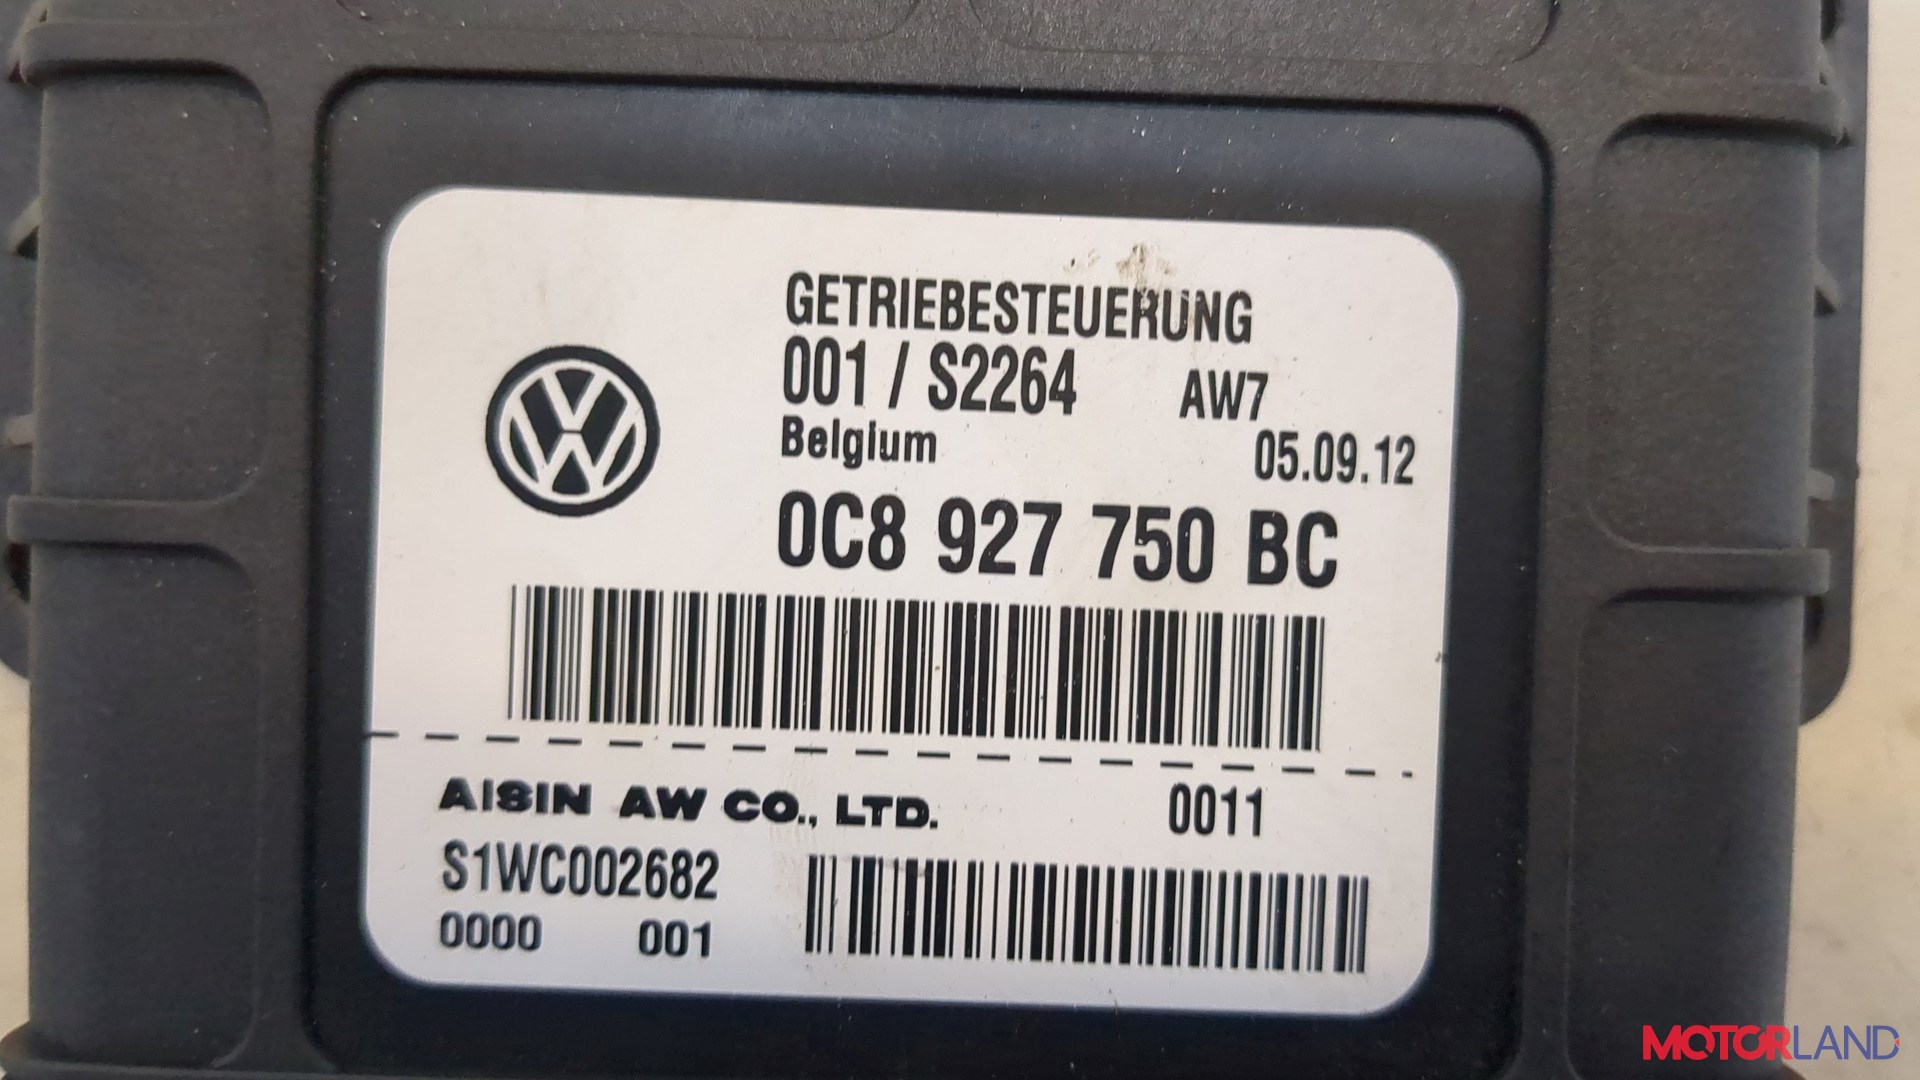 GETRIEBESTEUERUNG
001 / S2264 AW7
Belgium 05.09.12
0C8 927 750 BC
AISIN AW CO., LTD. 0011
S1WC002682
0000 001
MOTORLAND